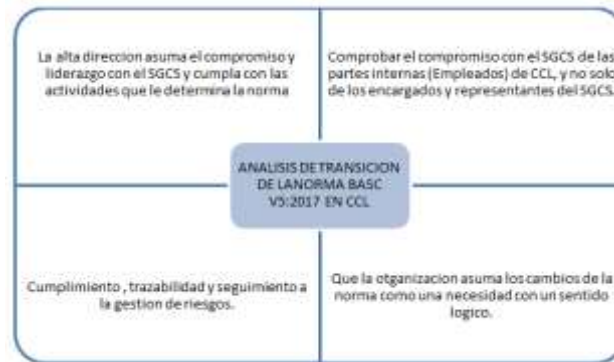 La alta direccion asuma el compromiso y
liderazgo con el SGCS y cumpla con las
actividades que le determina la norma
Comprobar el compromiso con el SGCS de las
partes internas (Empleados) de CCL, y no solo
de los encargados y representantes del SGCS.
ANALISIS DE TRANSICION
DE LANORMA BASC
V5:2017 EN CCL
Cumplimiento , trazabilidad y seguimiento a
la gestion de riesgos.
Que la otganizacion asuma los cambios de la
norma como una necesidad con un sentido
logico.